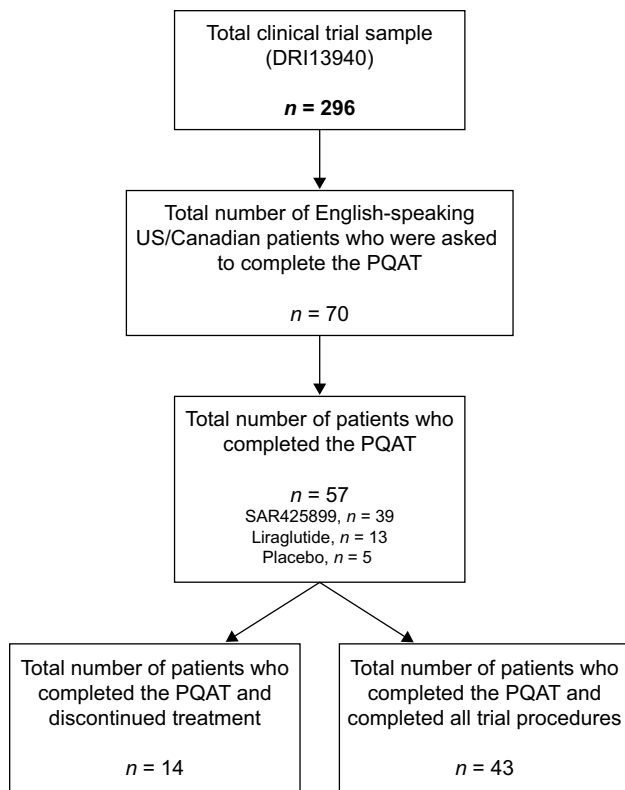 Total clinical trial sample
(DRI13940)
n = 296
Total number of English-speaking
US/Canadian patients who were asked
to complete the PQAT
n = 70
Total number of patients who
completed the PQAT
n = 57
SAR425899, n = 39
Liraglutide, n = 13
Placebo, n = 5
Total number of patients who
completed the PQAT and
discontinued treatment
n = 14
Total number of patients who
completed the PQAT and
completed all trial procedures
n = 43